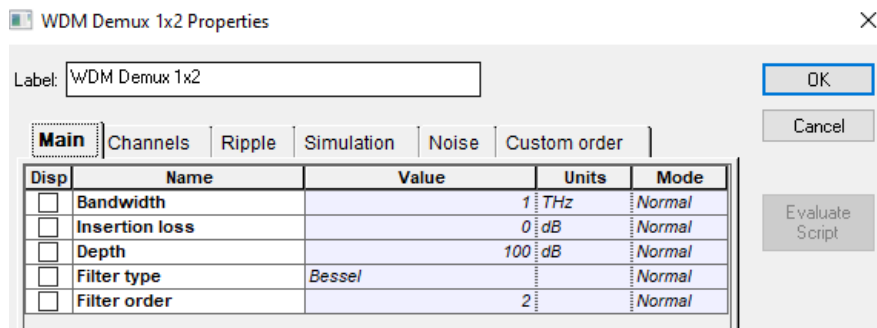 WDM Demux 1x2 Properties
Label: WDM Demux 1x2
OK
Cancel
Main Channels Ripple Simulation Noise Custom order
Disp Name Value Units Mode
Bandwidth 1 THz Normal
Insertion loss 0 dB Normal
Depth 100 dB Normal
Filter type Bessel Normal
Filter order 2 Normal
Evaluate
Script